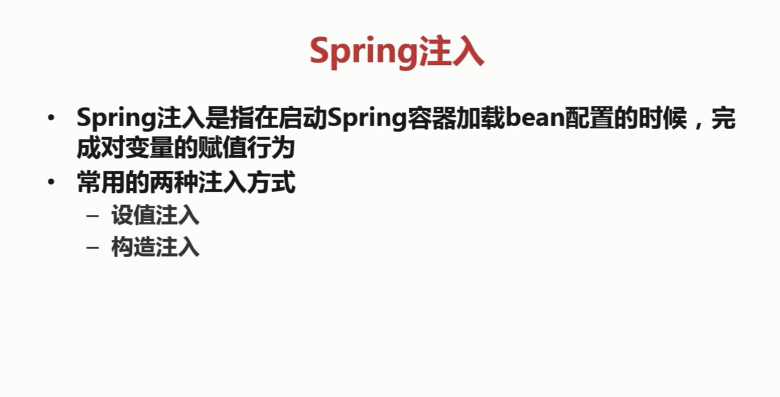 Spring注入
• Spring注入是指在启动Spring容器加载bean配置的时候，完
成对变量的赋值行为
• 常用的两种注入方式
– 设值注入
– 构造注入